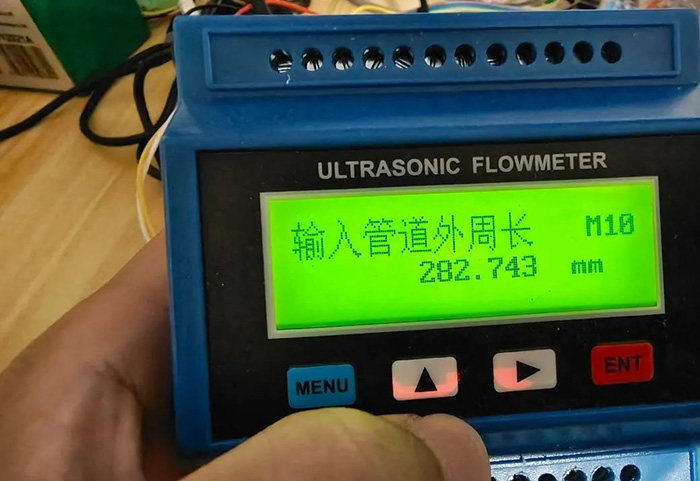 ULTRASONIC FLOWMETER
输入管道外周长 M10
282.743 mm
MENU
ENT